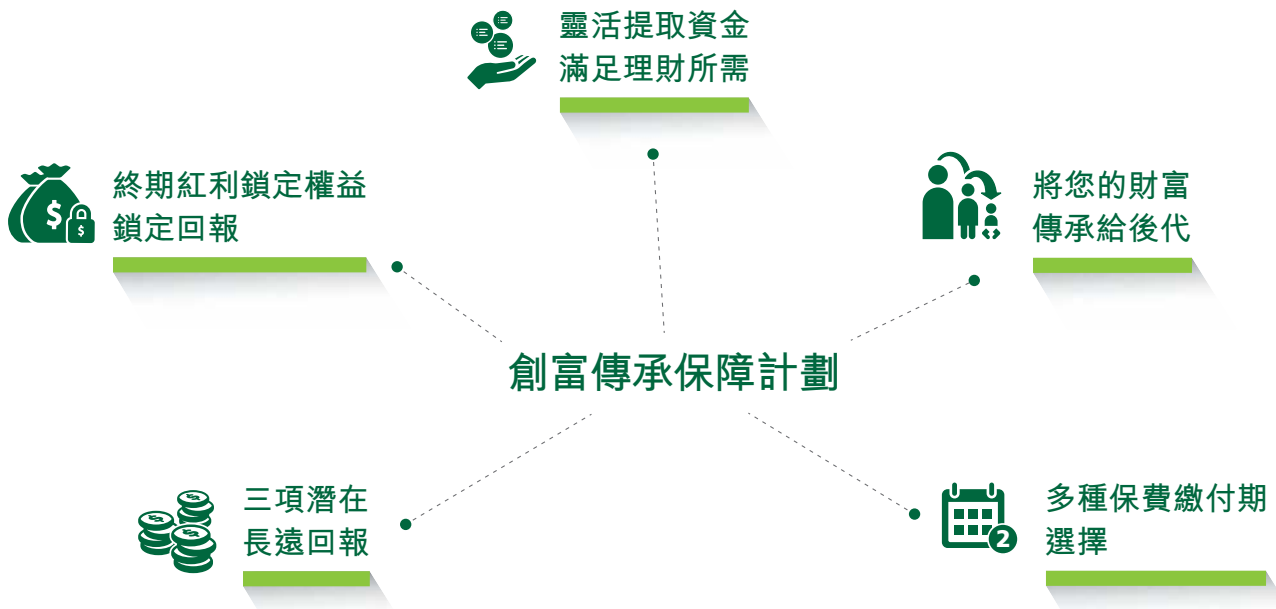 靈活提取資金
滿足理財所需
終期紅利鎖定權益
鎖定回報
將您的財富
傳承給後代
創富傳承保障計劃
三項潛在
長遠回報
多種保費繳付期
選擇
2